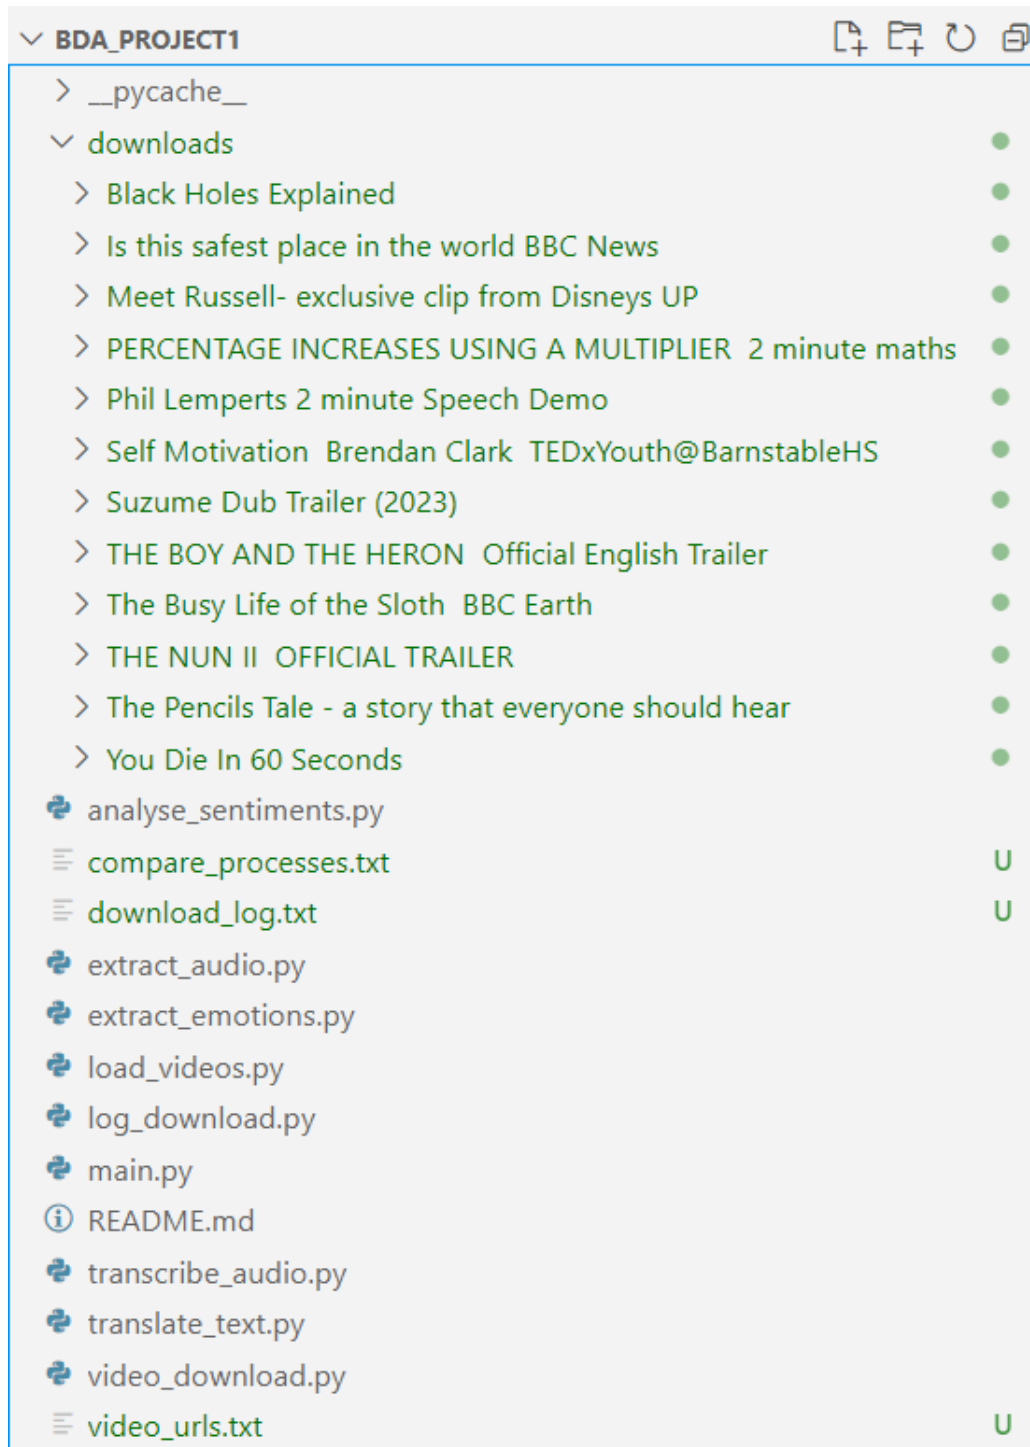 BDA_PROJECT1
__pycache__
downloads
Black Holes Explained
Is this safest place in the world BBC News
Meet Russell- exclusive clip from Disneys UP
PERCENTAGE INCREASES USING A MULTIPLIER  2 minute maths
Phil Lemperts 2 minute Speech Demo
Self Motivation  Brendan Clark  TEDxYouth@BarnstableHS
Suzume Dub Trailer (2023)
THE BOY AND THE HERON  Official English Trailer
The Busy Life of the Sloth  BBC Earth
THE NUN II  OFFICIAL TRAILER
The Pencils Tale - a story that everyone should hear
You Die In 60 Seconds
analyse_sentiments.py
compare_processes.txt U
download_log.txt U
extract_audio.py
extract_emotions.py
load_videos.py
log_download.py
main.py
README.md
transcribe_audio.py
translate_text.py
video_download.py
video_urls.txt U